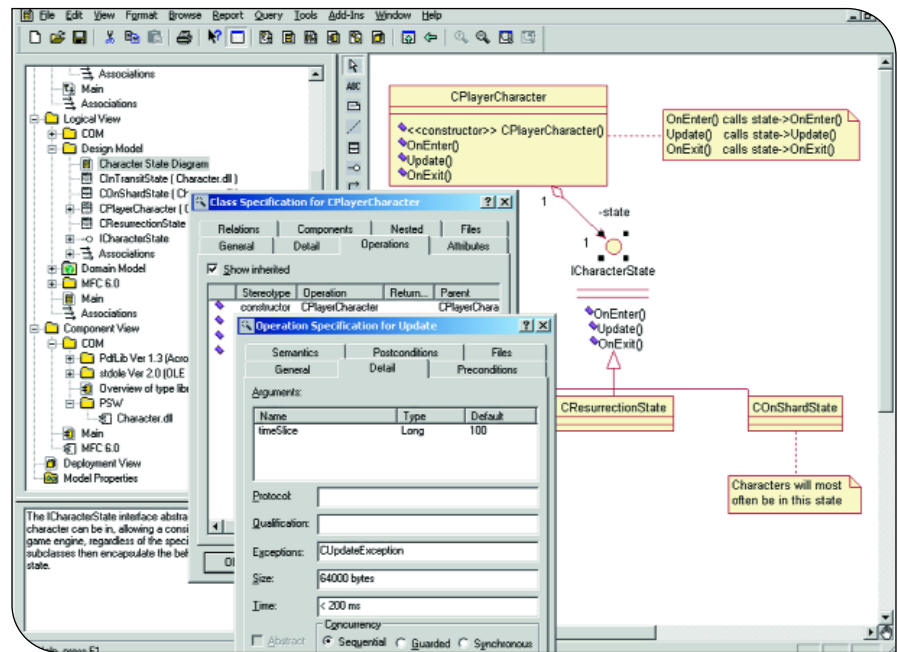 File Edit View Format Browse Report Query Tools Add-Ins Window Help
Associations
Main
Associations
Logical View
COM
Design Model
Character State Diagram
CInTransitState ( Character.dll )
COnShardState ( Ch
CPlayerCharacter ( C
CResurrectionState
ICharacterState
Associations
Domain Model
MFC 6.0
Main
Associations
Component View
COM
PdfLib Ver 1.3 (Acro
stdole Ver 2.0 (OLE
Overview of type libr
PSW
Character.dll
Main
MFC 6.0
Deployment View
Model Properties
The ICharacterState interface abstra
character can be in, allowing a consi
game engine, regardless of the speci
subclasses then encapsulate the beh
state.
press F1
ABC
CPlayerCharacter
<<constructor>> CPlayerCharacter()
OnEnter()
Update()
OnExit()
OnEnter() calls state->OnEnter()
Update() calls state->Update()
OnExit() calls state->OnExit()
1
-state
1
ICharacterState
OnEnter()
Update()
OnExit()
CResurrectionState
COnShardState
Characters will most
often be in this state
Class Specification for CPlayerCharacter
Relations Components Nested Files
General Detail Operations Attributes
Show inherited
Stereotype Operation Return... Parent
constructor CPlayerCharacter CPlayerChara
Operation Specification for Update
Semantics Postconditions Files
General Detail Preconditions
Arguments:
Name Type Default
timeSlice Long 100
Protocol:
Qualification:
Exceptions: CUpdateException
Size: 64000 bytes
Time: < 200 ms
Concurrency
Abstract Sequential Guarded Synchronous